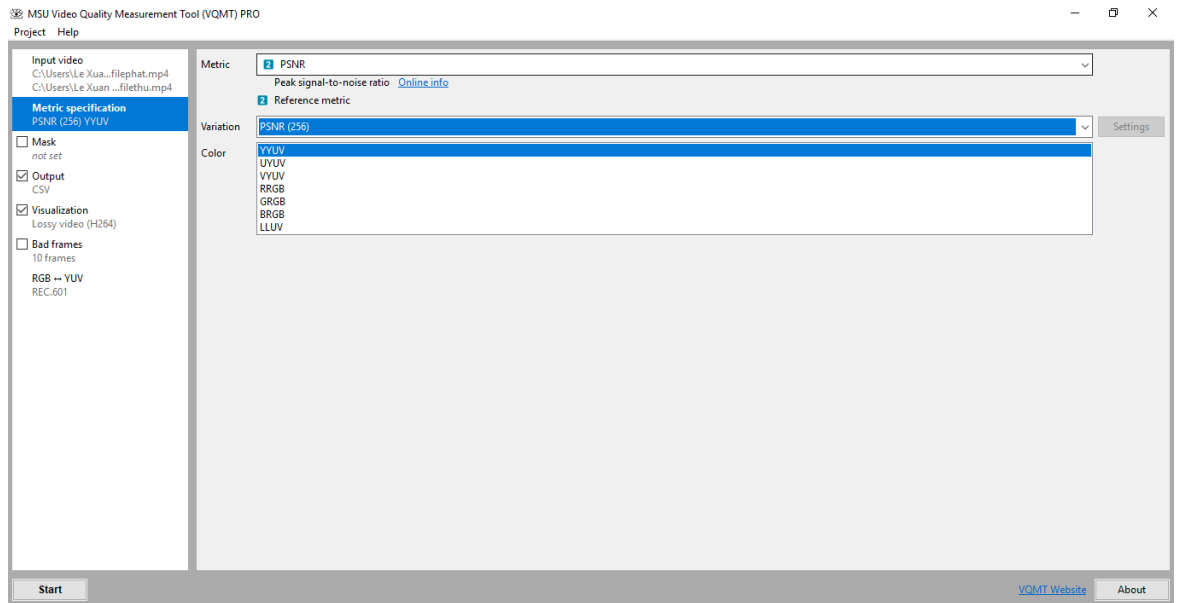 MSU Video Quality Measurement Tool (VQMT) PRO
Project Help
Input video
C:\Users\Le Xua...filephat.mp4
C:\Users\Le Xuan ...filethu.mp4
Metric specification
PSNR (256) YYUV
Mask
not set
Output
CSV
Visualization
Lossy video (H264)
Bad frames
10 frames
RGB ↔ YUV
REC.601
Metric
2 PSNR
Peak signal-to-noise ratio Online info
2 Reference metric
Variation
PSNR (256)
Settings
Color
YYUV
UYUV
VYUV
RRGB
GRGB
BRGB
LLUV
Start
VQMT Website
About